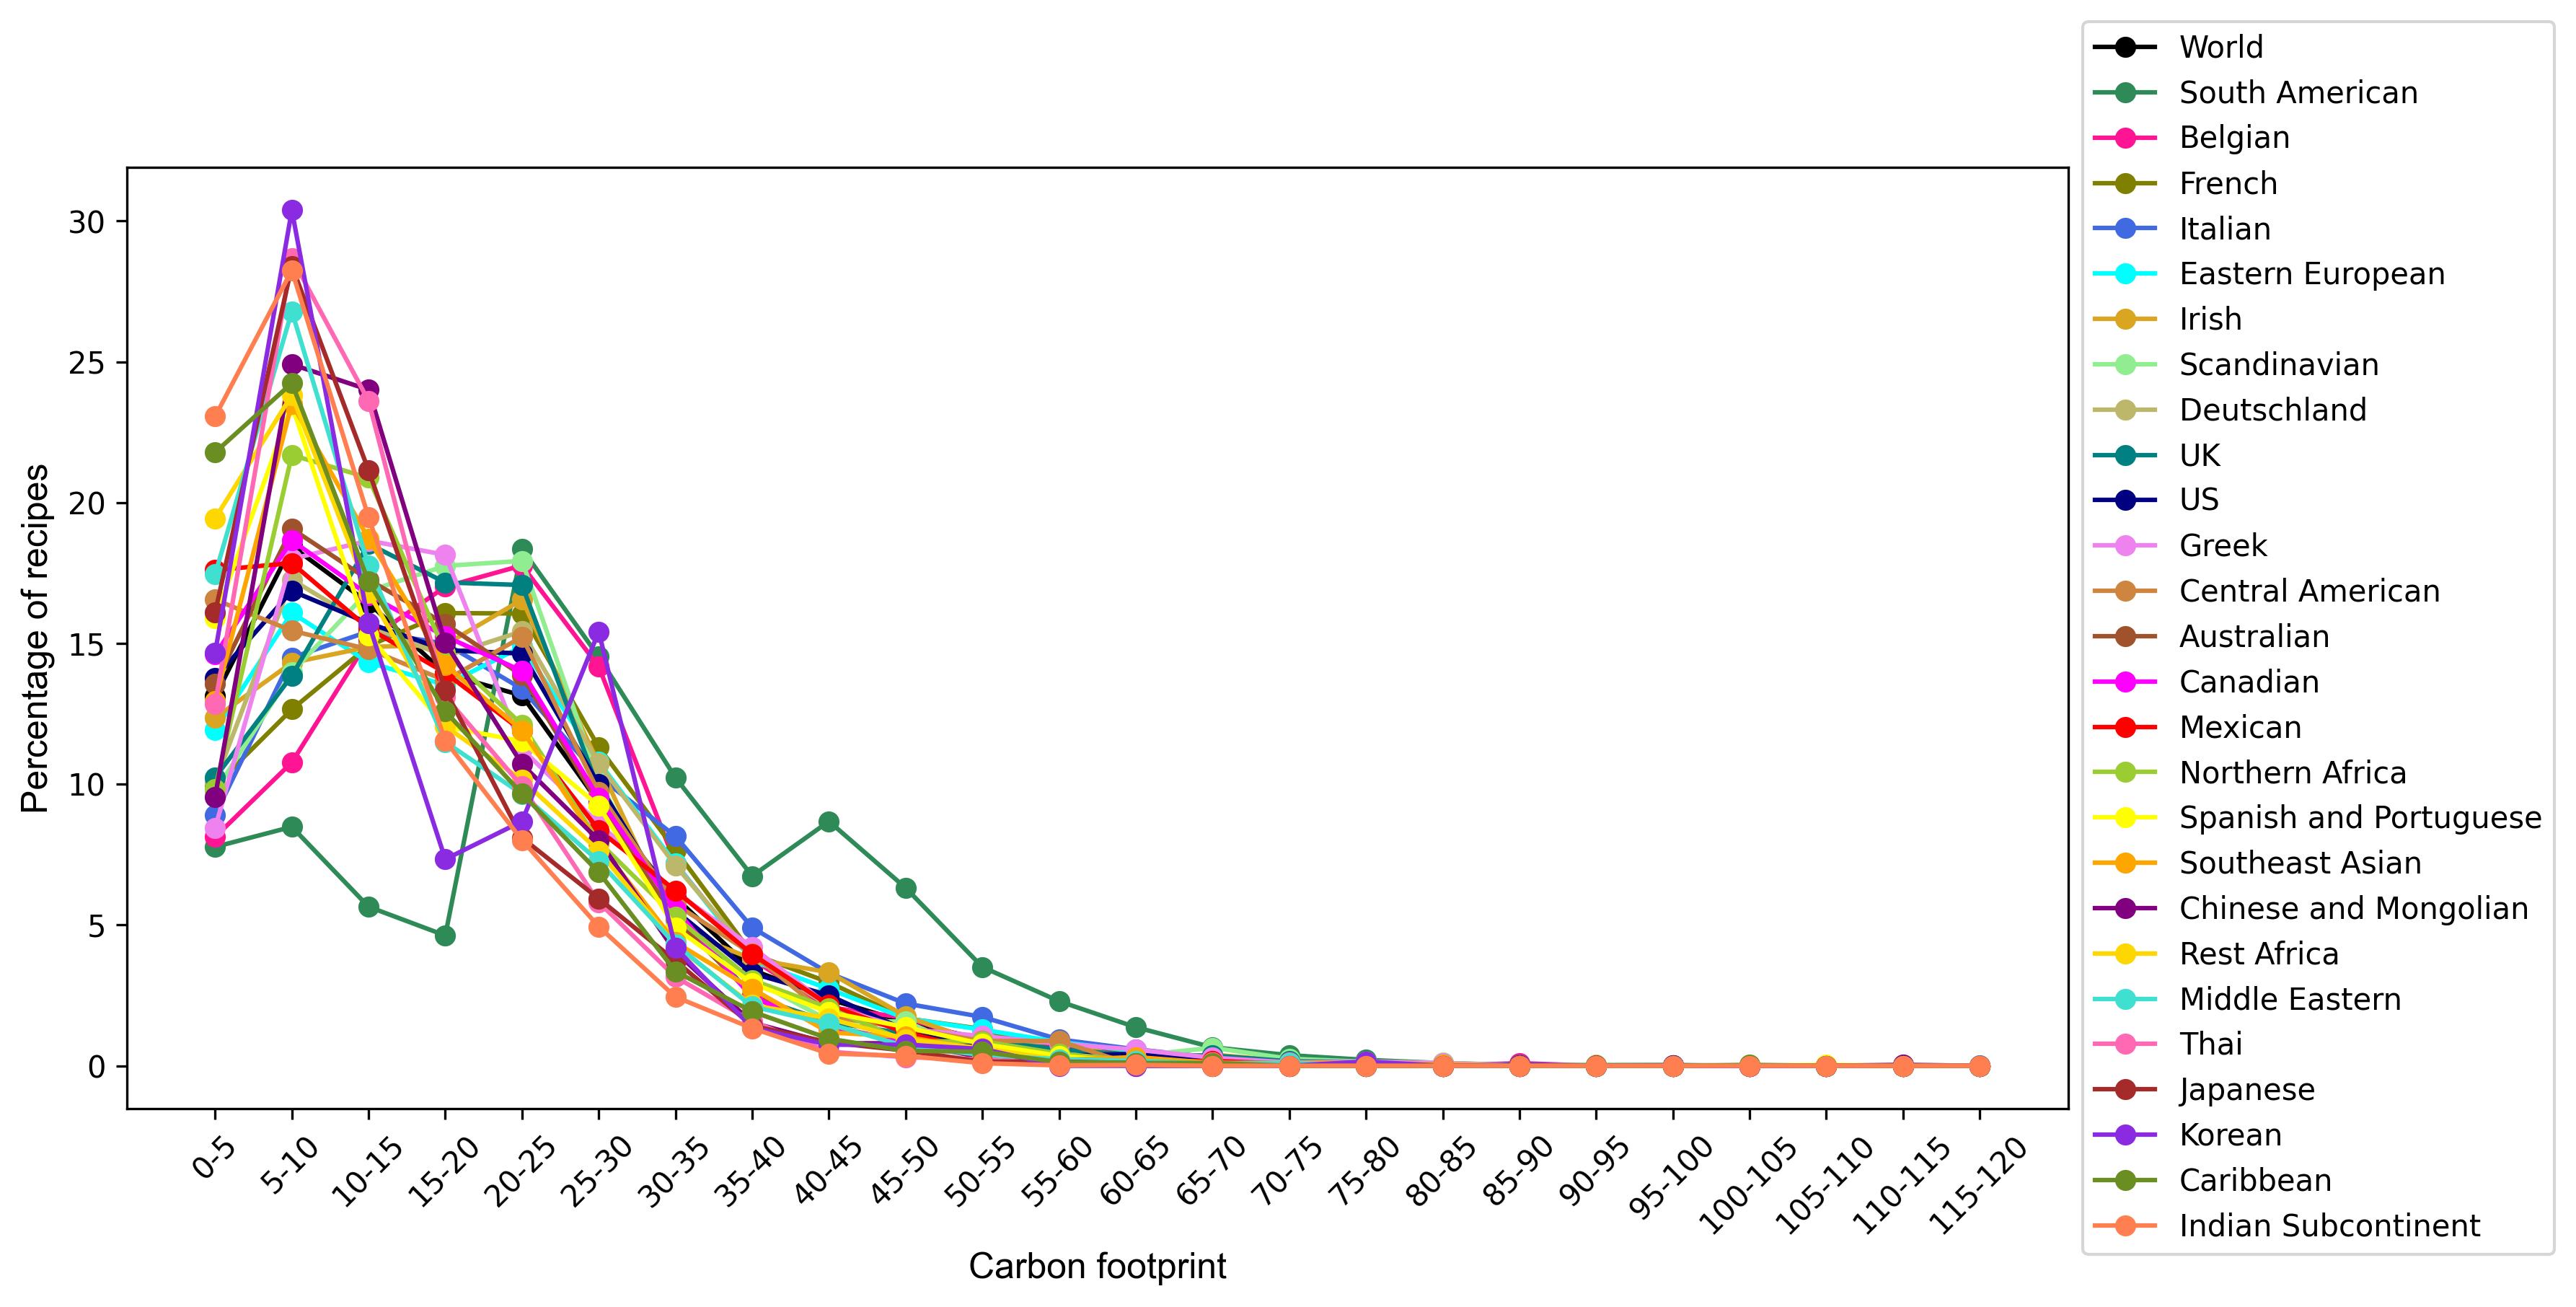 World
South American
Belgian
French
Italian
Eastern European
Irish
Scandinavian
Deutschland
UK
US
Greek
Central American
Australian
Canadian
Mexican
Northern Africa
Spanish and Portuguese
Southeast Asian
Chinese and Mongolian
Rest Africa
Middle Eastern
Thai
Japanese
Korean
Caribbean
Indian Subcontinent
Percentage of recipes
30
25
20
15
10
5
0
0-5
5-10
10-15
15-20
20-25
25-30
30-35
35-40
40-45
45-50
50-55
55-60
60-65
65-70
70-75
75-80
80-85
85-90
90-95
95-100
100-105
105-110
110-115
115-120
Carbon footprint